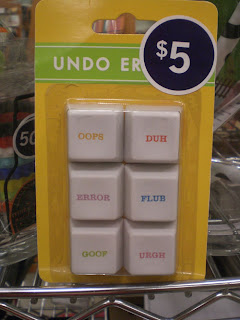 UNDO ER
$5
OOPS DUH
ERROR FLUB
GOOF URGH